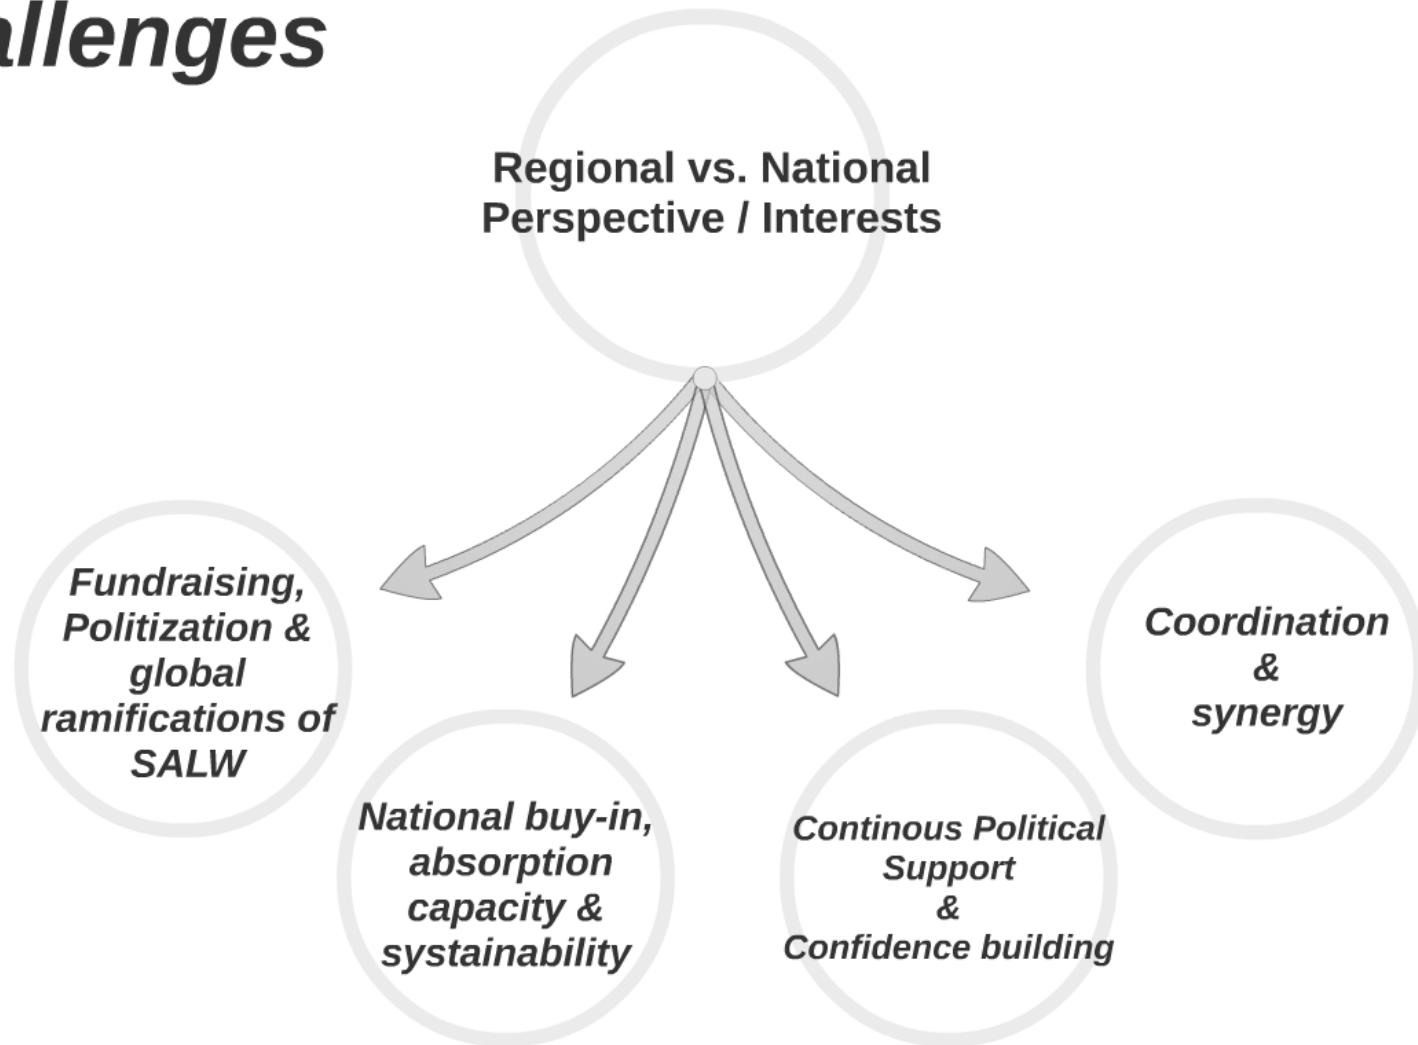 allenges
Regional vs. National
Perspective / Interests
Fundraising,
Politization &
global
ramifications of
SALW
National buy-in,
absorption
capacity &
systainability
Continous Political
Support
&
Confidence building
Coordination
&
synergy